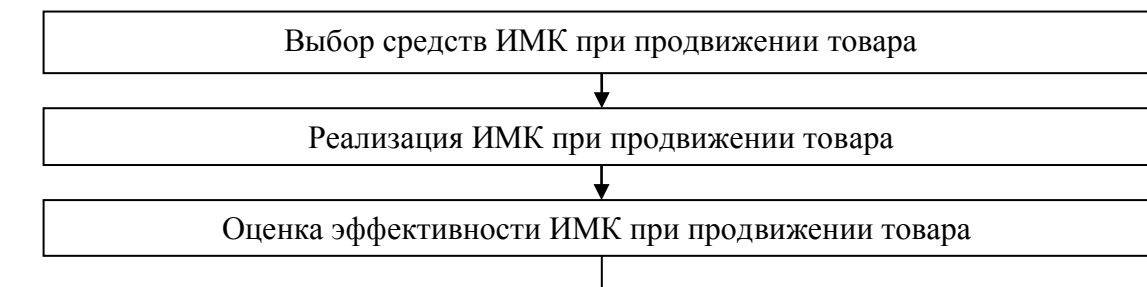 Выбор средств ИМК при продвижении товара
Реализация ИМК при продвижении товара
Оценка эффективности ИМК при продвижении товара